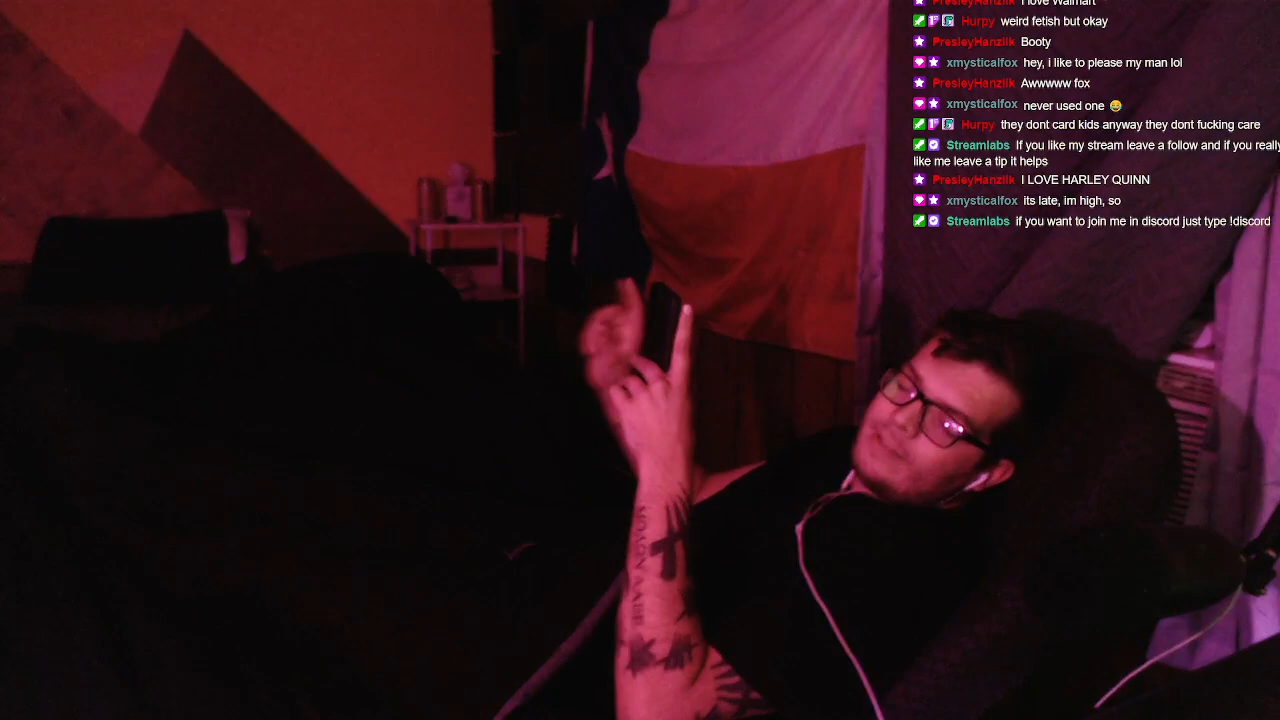 PresleyHanzlik I love Walmart
Hurpy weird fetish but okay
PresleyHanzlik Booty
xmysticalfox hey, i like to please my man lol
PresleyHanzlik Awwwww fox
xmysticalfox never used one 😂
Hurpy they dont card kids anyway they dont fucking care
Streamlabs If you like my stream leave a follow and if you really
like me leave a tip it helps
PresleyHanzlik I LOVE HARLEY QUINN
xmysticalfox its late, im high, so
Streamlabs if you want to join me in discord just type !discord